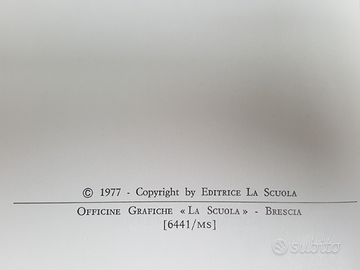 © 1977 - Copyright by EDITRICE LA SCUOLA
OFFICINE GRAFICHE « LA SCUOLA » - BRESCIA
[6441/MS]
subito